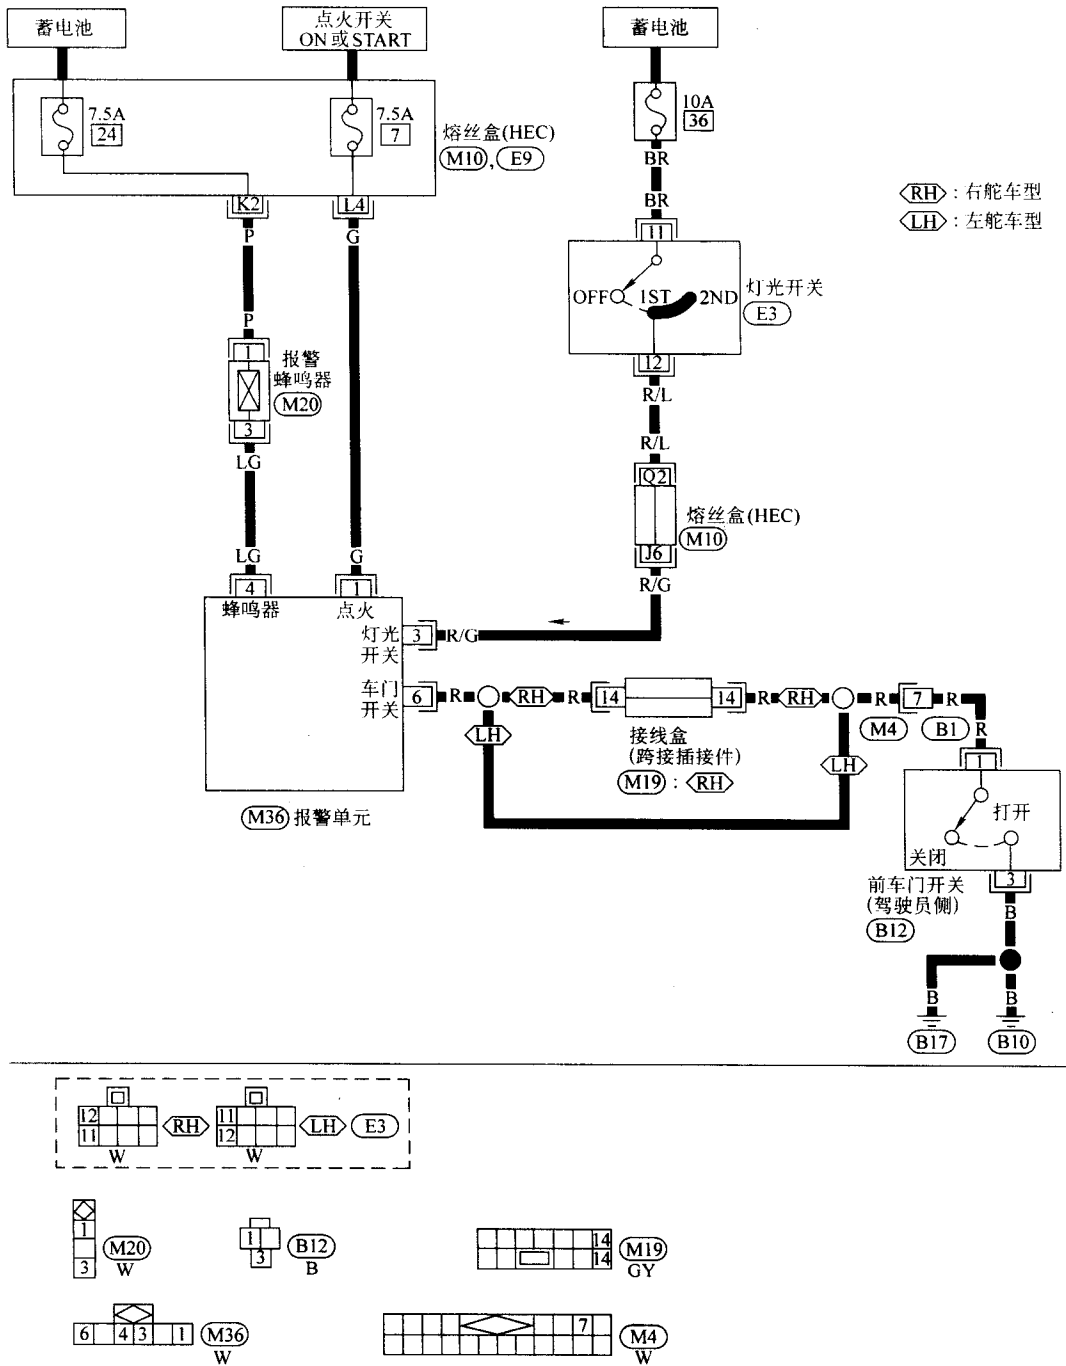 蓄电池
点火开关
ON或START
蓄电池
7.5A
24
7.5A
7
熔丝盒(HEC)
M10, E9
10A
36
BR
BR
RH : 右舵车型
LH : 左舵车型
K2
L4
P
G
11
OFF 1ST 2ND
灯光开关
E3
12
P
1
报警
蜂鸣器
M20
3
LG
R/L
R/L
Q2
熔丝盒(HEC)
M10
J6
R/G
LG
G
4
1
蜂鸣器
点火
灯光
开关
3
R/G
车门
开关
6
R
RH
R
14
14
R
RH
R
7
R
R
LH
接线盒
(跨接插接件)
M19 : RH
LH
M4
B1
1
打开
关闭
3
M36 报警单元
前车门开关
(驾驶员侧)
B12
B
B
B
B17
B10
12
11
W
RH
11
12
W
LH
E3
1
3
M20
W
1
3
B12
B
14
14
M19
GY
6 4 3 1
M36
W
7
M4
W